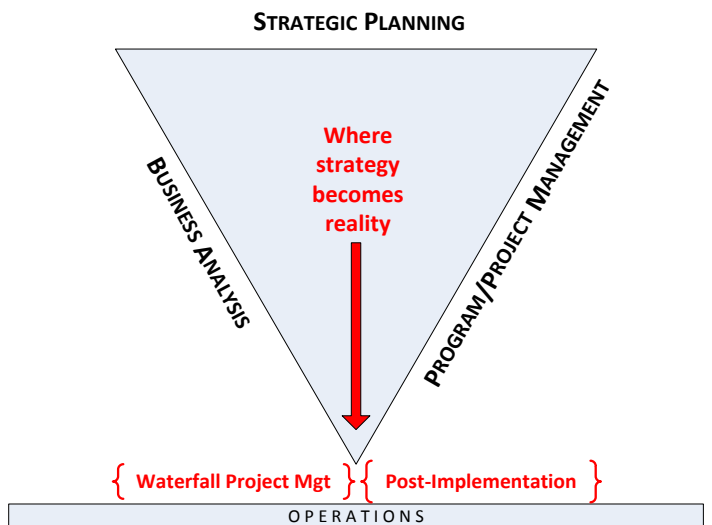 STRATEGIC PLANNING
Where
strategy
becomes
reality
BUSINESS ANALYSIS
PROGRAM/PROJECT MANAGEMENT
{ Waterfall Project Mgt } { Post-Implementation }
OPERATIONS